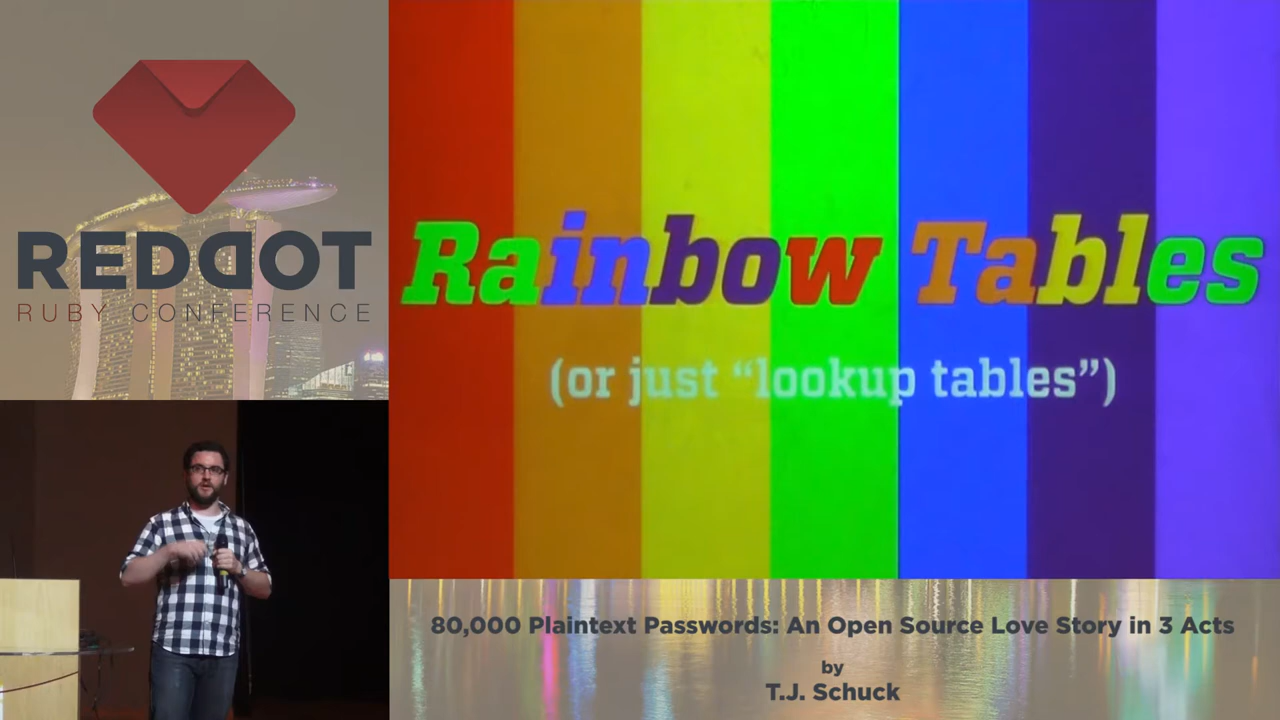 REDDOT
RUBY CONFERENCE
Rainbow Tables
(or just “lookup tables”)
80,000 Plaintext Passwords: An Open Source Love Story in 3 Acts
by
T.J. Schuck